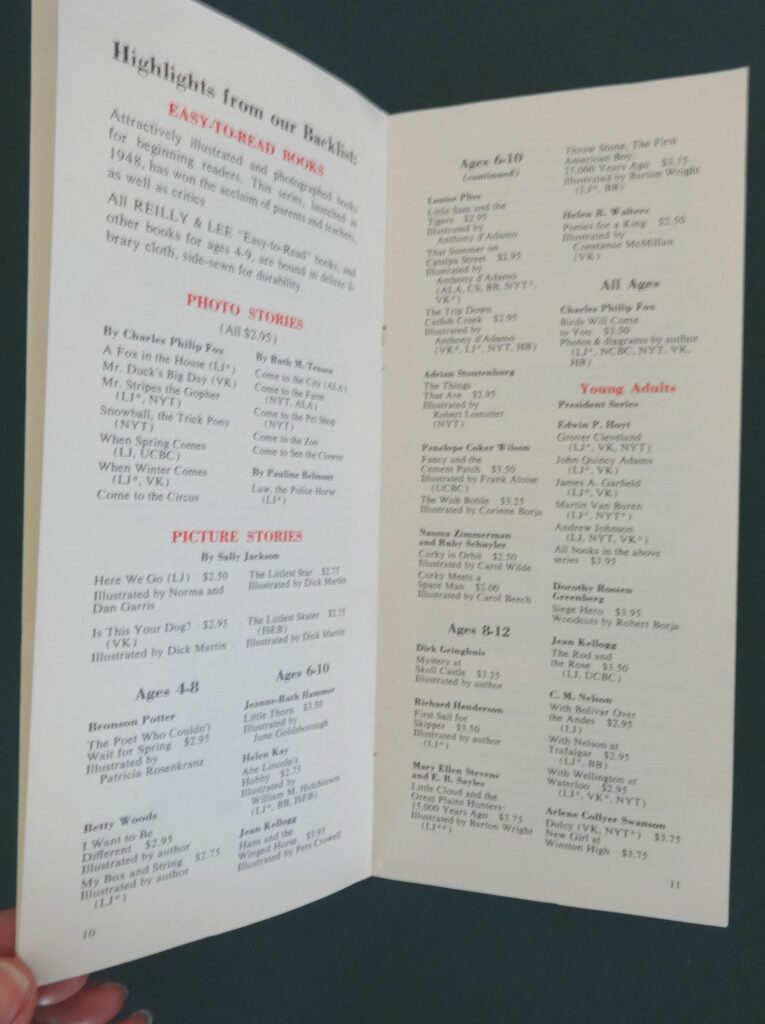 Highlights from our Backlist:
EASY-TO-READ BOOKS
Attractively illustrated and photographed books
for beginning readers. This series, launched in
1948, has won the acclaim of parents and teachers,
as well as critics
All REILLY & LEE "Easy-to-Read" books, and
other books for ages 4-9, are bound in deluxe li-
brary cloth, side-sewn for durability.
PHOTO STORIES
(All $2.95)
By Charles Philip Fox
A Fox in the House (LJ*)
Mr. Duck's Big Day (VK)
Mr. Stripes the Gopher
(LJ*, NYT)
Snowball, the Trick Pony
(NYT)
When Spring Comes
(LJ, UCBC)
When Winter Comes
(LJ*, VK)
Come to the Circus
By Ruth M. Tensen
Come to the City (ALA)
Come to the Farm
(NYT, ALA)
Come to the Pet Shop
(NYT)
Come to the Zoo
Come to See the Clowns
By Pauline Belmont
Law, the Police Horse
(LJ*)
PICTURE STORIES
By Sally Jackson
Here We Go (LJ) $2.50
Illustrated by Norma and
Dan Garris
Is This Your Dog? $2.95
(VK)
Illustrated by Dick Martin
The Littlest Star $2.75
Illustrated by Dick Martin
The Littlest Skater $2.75
(ISEB)
Illustrated by Dick Martin
Ages 4-8
Bronson Potter
The Poet Who Couldn't
Wait for Spring $2.95
Illustrated by
Patricia Rosenkranz
Betty Woods
I Want to Be
Different $2.95
Illustrated by author
My Box and String $2.75
Illustrated by author
(LJ*)
Ages 6-10
Jeanne-Ruth Hammer
Little Thorn $3.50
Illustrated by
June Goldsborough
Helen Kay
Abe Lincoln's
Hobby $2.75
Illustrated by
William M. Hutchinson
(LJ*, BB, ISEB)
Jean Kellogg
Hans and the
Winged Horse $3.95
Illustrated by Pers Crowell
10
Ages 6-10
(continued)
Louise Plier
Little Sam and the
Tigers $2.95
Illustrated by
Anthony d'Adamo
That Summer on
Catalpa Street $2.95
Illustrated by
Anthony d'Adamo
(ALA, CS, BB, NYT*,
VK*)
The Trip Down
Catfish Creek $2.95
Illustrated by
Anthony d'Adamo
(VK*, LJ*, NYT, HB)
Adrian Stoutenburg
The Things
That Are $2.95
Illustrated by
Robert Lostutter
(NYT)
Penelope Coker Wilson
Fancy and the
Cement Patch $3.50
Illustrated by Frank Aloise
(UCBC)
The Wish Bottle $3.25
Illustrated by Corinne Borja
Naoma Zimmerman
and Ruby Schuyler
Corky in Orbit $2.50
Illustrated by Carol Wilde
Corky Meets a
Space Man $2.00
Illustrated by Carol Beech
Ages 8-12
Dirk Gringhuis
Mystery at
Skull Castle $3.25
Illustrated by author
Richard Henderson
First Sail for
Skipper $3.50
Illustrated by author
(LJ*)
Mary Ellen Stevens
and E. B. Sayles
Little Cloud and the
Great Plains Hunters;
15,000 Years Ago $3.75
Illustrated by Barton Wright
(LJ**)
Throw Stone, The First
American Boy;
25,000 Years Ago $3.75
Illustrated by Barton Wright
(LJ*, BB)
Helen B. Walters
Ponies for a King $2.50
Illustrated by
Constance McMillan
(VK)
All Ages
Charles Philip Fox
Birds Will Come
to You $3.50
Photos & diagrams by author
(LJ*, NCBC, NYT, VK,
HB)
Young Adults
President Series
Edwin P. Hoyt
Grover Cleveland
(LJ*, VK, NYT)
John Quincy Adams
(LJ*, VK)
James A. Garfield
(LJ*, VK)
Martin Van Buren
(LJ*, NYT*)
Andrew Johnson
(LJ, NYT, VK*)
All books in the above
series $3.95
Dorothy Rossen
Greenberg
Siege Hero $3.95
Woodcuts by Robert Borja
Jean Kellogg
The Rod and
the Rose $3.50
(LJ, UCBC)
C. M. Nelson
With Bolivar Over
the Andes $2.95
(LJ)
With Nelson at
Trafalgar $2.95
(LJ*, BB)
With Wellington at
Waterloo $2.95
(LJ*, VK*, NYT)
Arlene Collyer Swanson
Dulcy (VK, NYT*) $3.75
New Girl at
Winston High $3.75
11